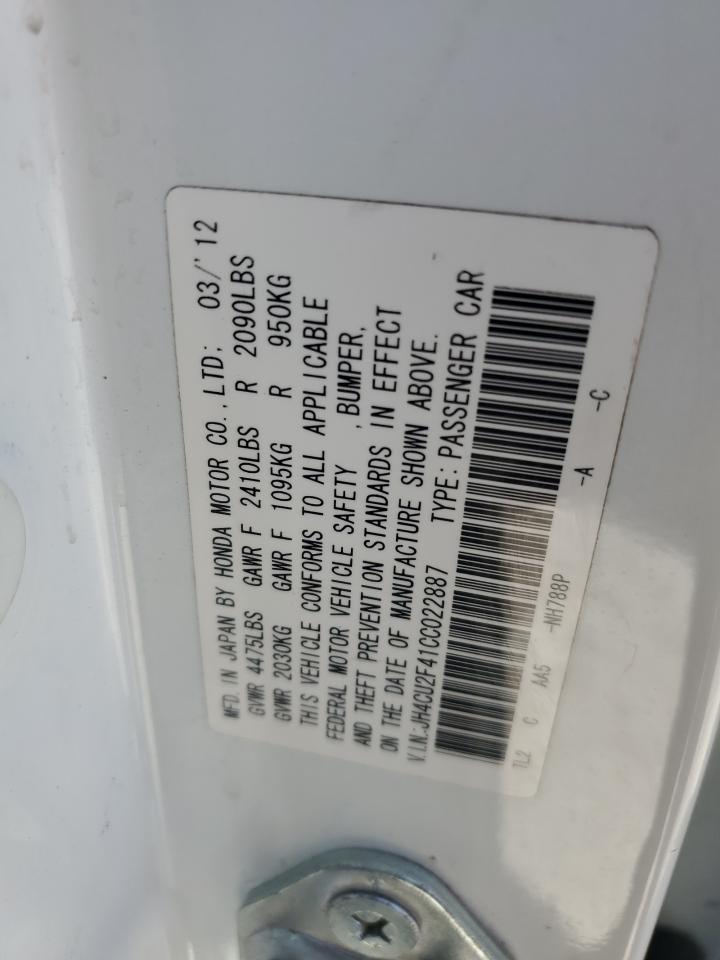 MFD. IN JAPAN BY HONDA MOTOR CO., LTD; 03/'12
GVWR 4475LBS GAWR F 2410LBS R 2090LBS
GVWR 2030KG GAWR F 1095KG R 950KG
THIS VEHICLE CONFORMS TO ALL APPLICABLE
FEDERAL MOTOR VEHICLE SAFETY , BUMPER,
AND THEFT PREVENTION STANDARDS IN EFFECT
ON THE DATE OF MANUFACTURE SHOWN ABOVE.
V.I.N.:JH4CU2F41CC022887 TYPE: PASSENGER CAR
TL2 C AA5 -NH788P -A -C